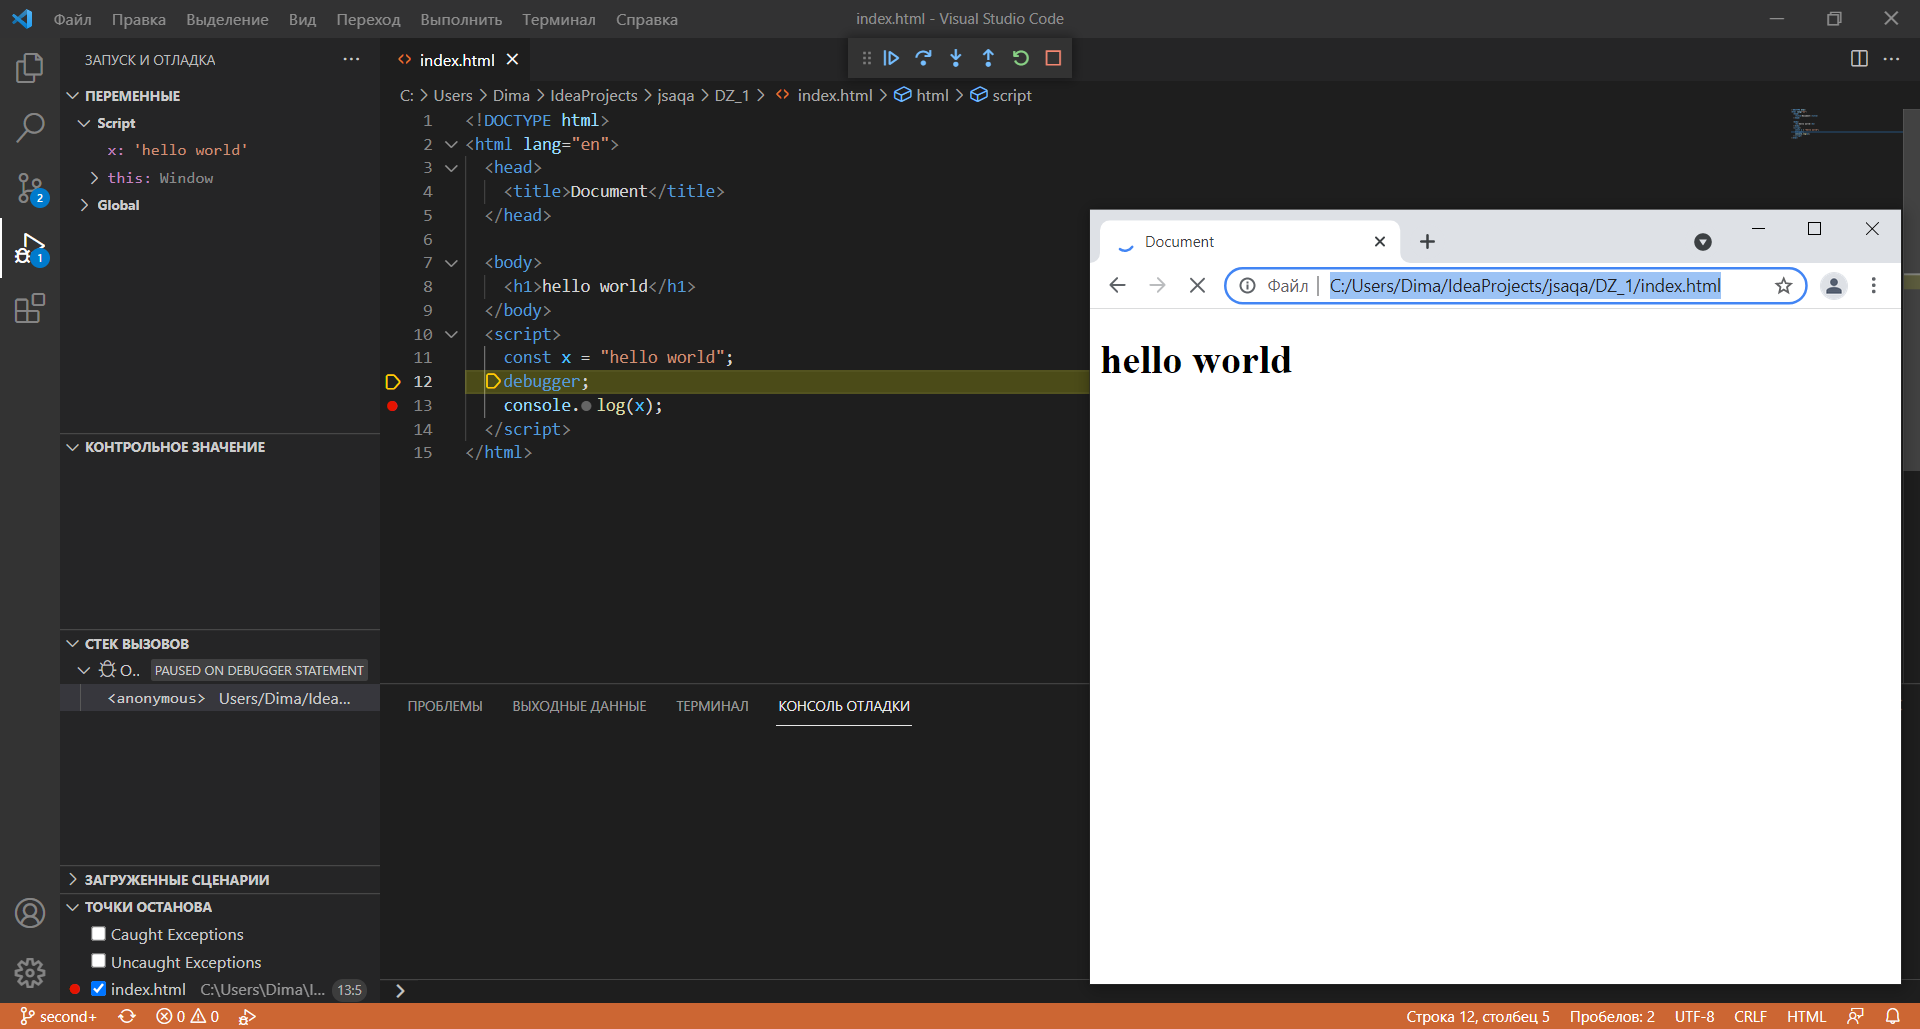 Файл Правка Выделение Вид Переход Выполнить Терминал Справка
index.html - Visual Studio Code
ЗАПУСК И ОТЛАДКА
ПЕРЕМЕННЫЕ
Script
x: 'hello world'
this: Window
Global
КОНТРОЛЬНОЕ ЗНАЧЕНИЕ
СТЕК ВЫЗОВОВ
О.. PAUSED ON DEBUGGER STATEMENT
<anonymous> Users/Dima/Idea...
ЗАГРУЖЕННЫЕ СЦЕНАРИИ
ТОЧКИ ОСТАНОВА
Caught Exceptions
Uncaught Exceptions
index.html C:\Users\Dima\I... 13:5
2
1
index.html
C: > Users > Dima > IdeaProjects > jsaqa > DZ_1 > index.html > html > script
1 <!DOCTYPE html>
2 <html lang="en">
3 <head>
4 <title>Document</title>
5 </head>
6
7 <body>
8 <h1>hello world</h1>
9 </body>
10 <script>
11 const x = "hello world";
12 debugger;
13 console.log(x);
14 </script>
15 </html>
ПРОБЛЕМЫ ВЫХОДНЫЕ ДАННЫЕ ТЕРМИНАЛ КОНСОЛЬ ОТЛАДКИ
Document
Файл | C:/Users/Dima/IdeaProjects/jsaqa/DZ_1/index.html
hello world
second+ 0 0
Строка 12, столбец 5 Пробелов: 2 UTF-8 CRLF HTML